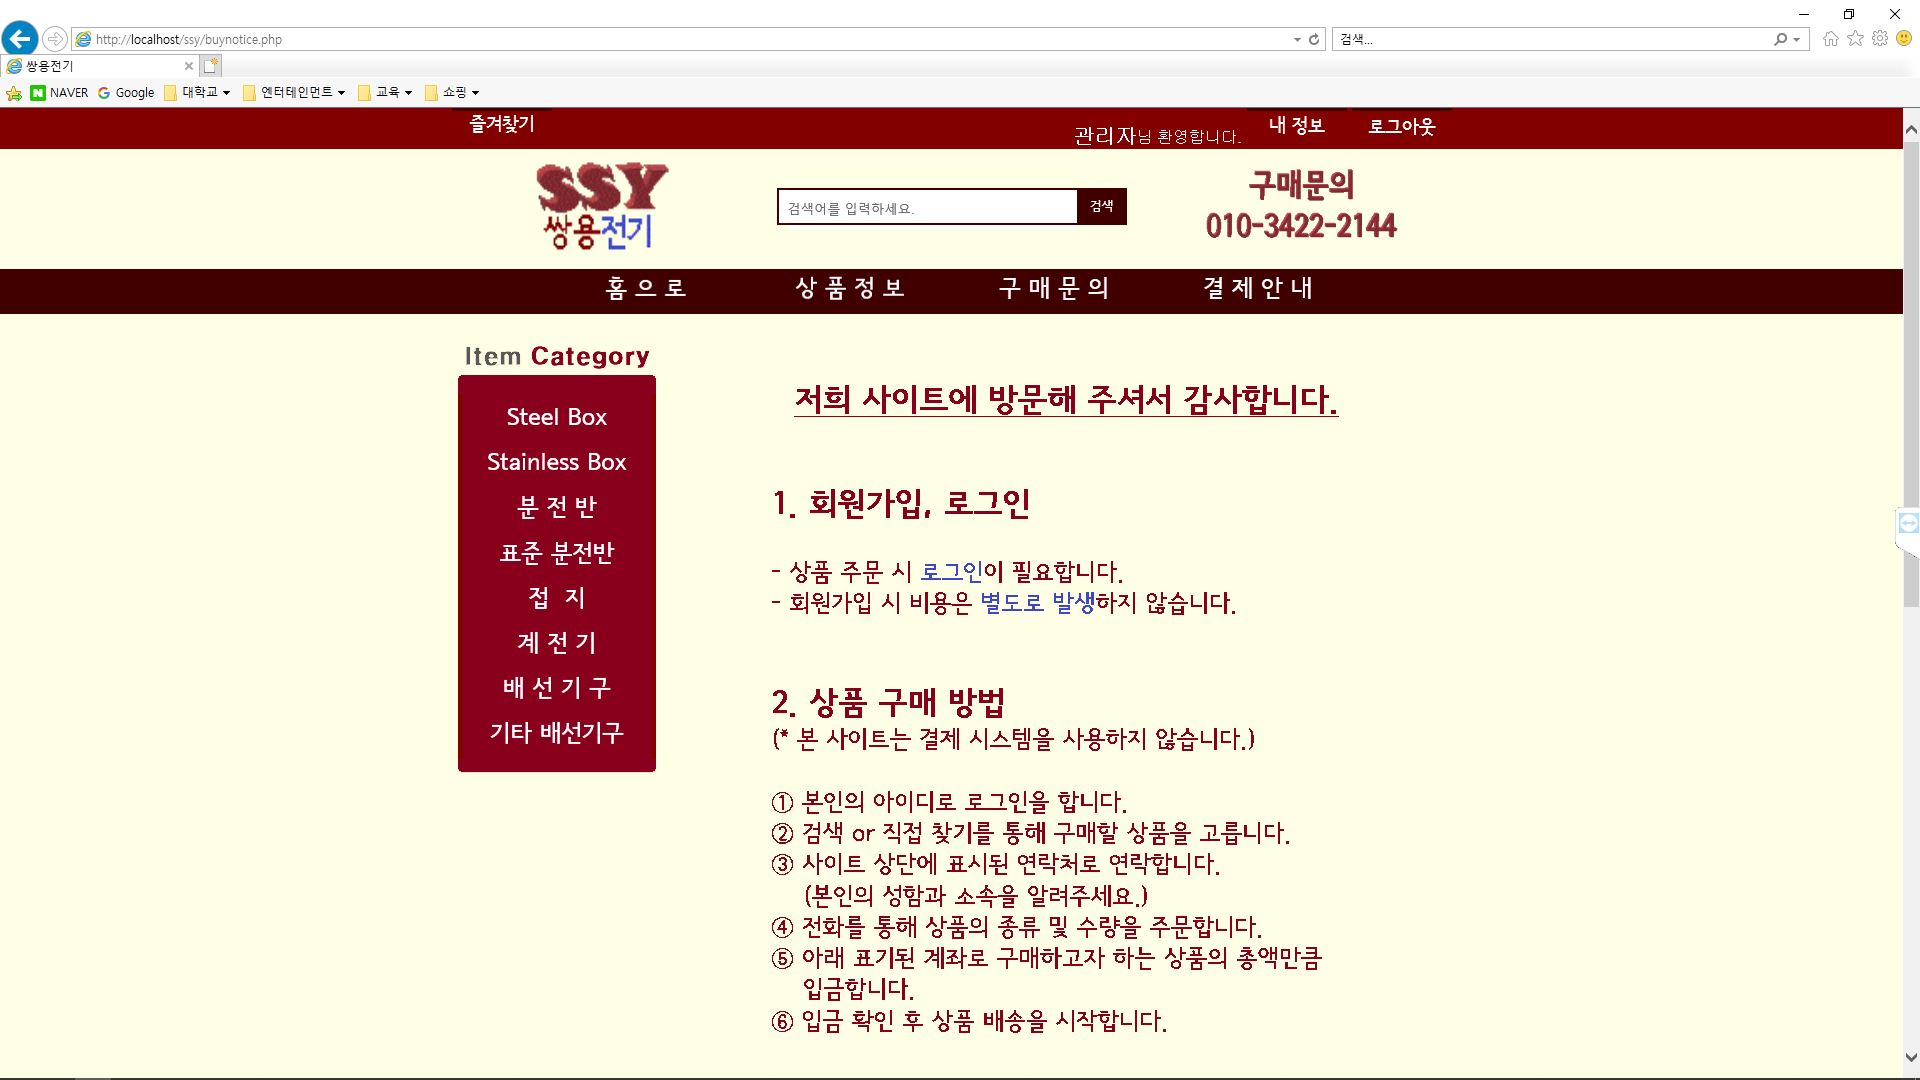 http://localhost/ssy/buynotice.php
검색...
쌍용전기
NAVER Google 대학교 엔터테인먼트 교육 쇼핑
즐겨찾기
관리자님 환영합니다.
내 정보
로그아웃
SSY
쌍용전기
검색어를 입력하세요.
검색
구매문의
010-3422-2144
홈으로 상품정보 구매문의 결제안내
Item Category
Steel Box
Stainless Box
분 전 반
표준 분전반
접 지
계 전 기
배 선 기 구
기타 배선기구
저희 사이트에 방문해 주셔서 감사합니다.
1. 회원가입, 로그인
- 상품 주문 시 로그인이 필요합니다.
- 회원가입 시 비용은 별도로 발생하지 않습니다.
2. 상품 구매 방법
(* 본 사이트는 결제 시스템을 사용하지 않습니다.)
① 본인의 아이디로 로그인을 합니다.
② 검색 or 직접 찾기를 통해 구매할 상품을 고릅니다.
③ 사이트 상단에 표시된 연락처로 연락합니다.
(본인의 성함과 소속을 알려주세요.)
④ 전화를 통해 상품의 종류 및 수량을 주문합니다.
⑤ 아래 표기된 계좌로 구매하고자 하는 상품의 총액만큼
입금합니다.
⑥ 입금 확인 후 상품 배송을 시작합니다.